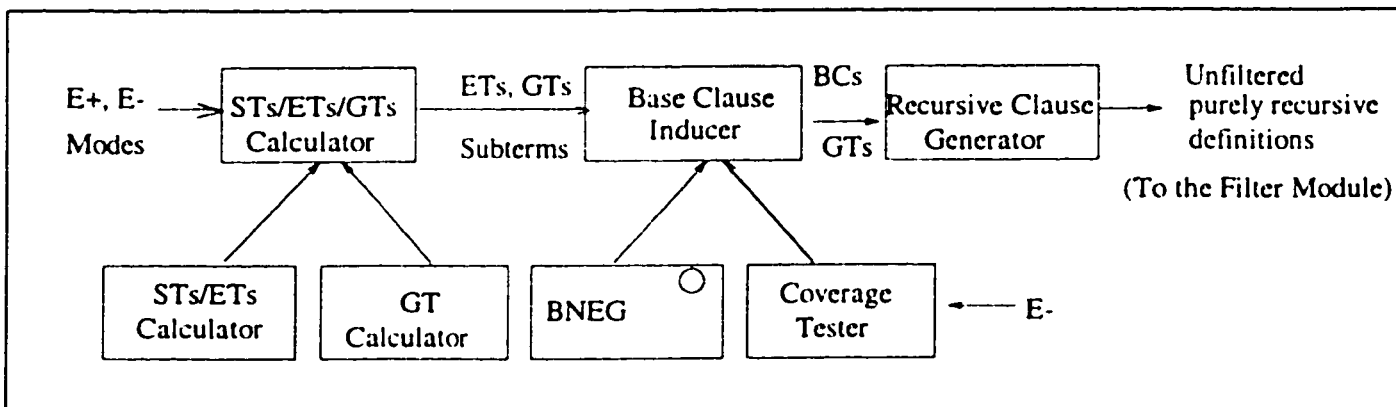 E+, E-
Modes
STs/ETs/GTs
Calculator
ETs, GTs
Subterms
Base Clause
Inducer
BCs
GTs
Recursive Clause
Generator
Unfiltered
purely recursive
definitions
(To the Filter Module)
STs/ETs
Calculator
GT
Calculator
BNEG
Coverage
Tester
E-